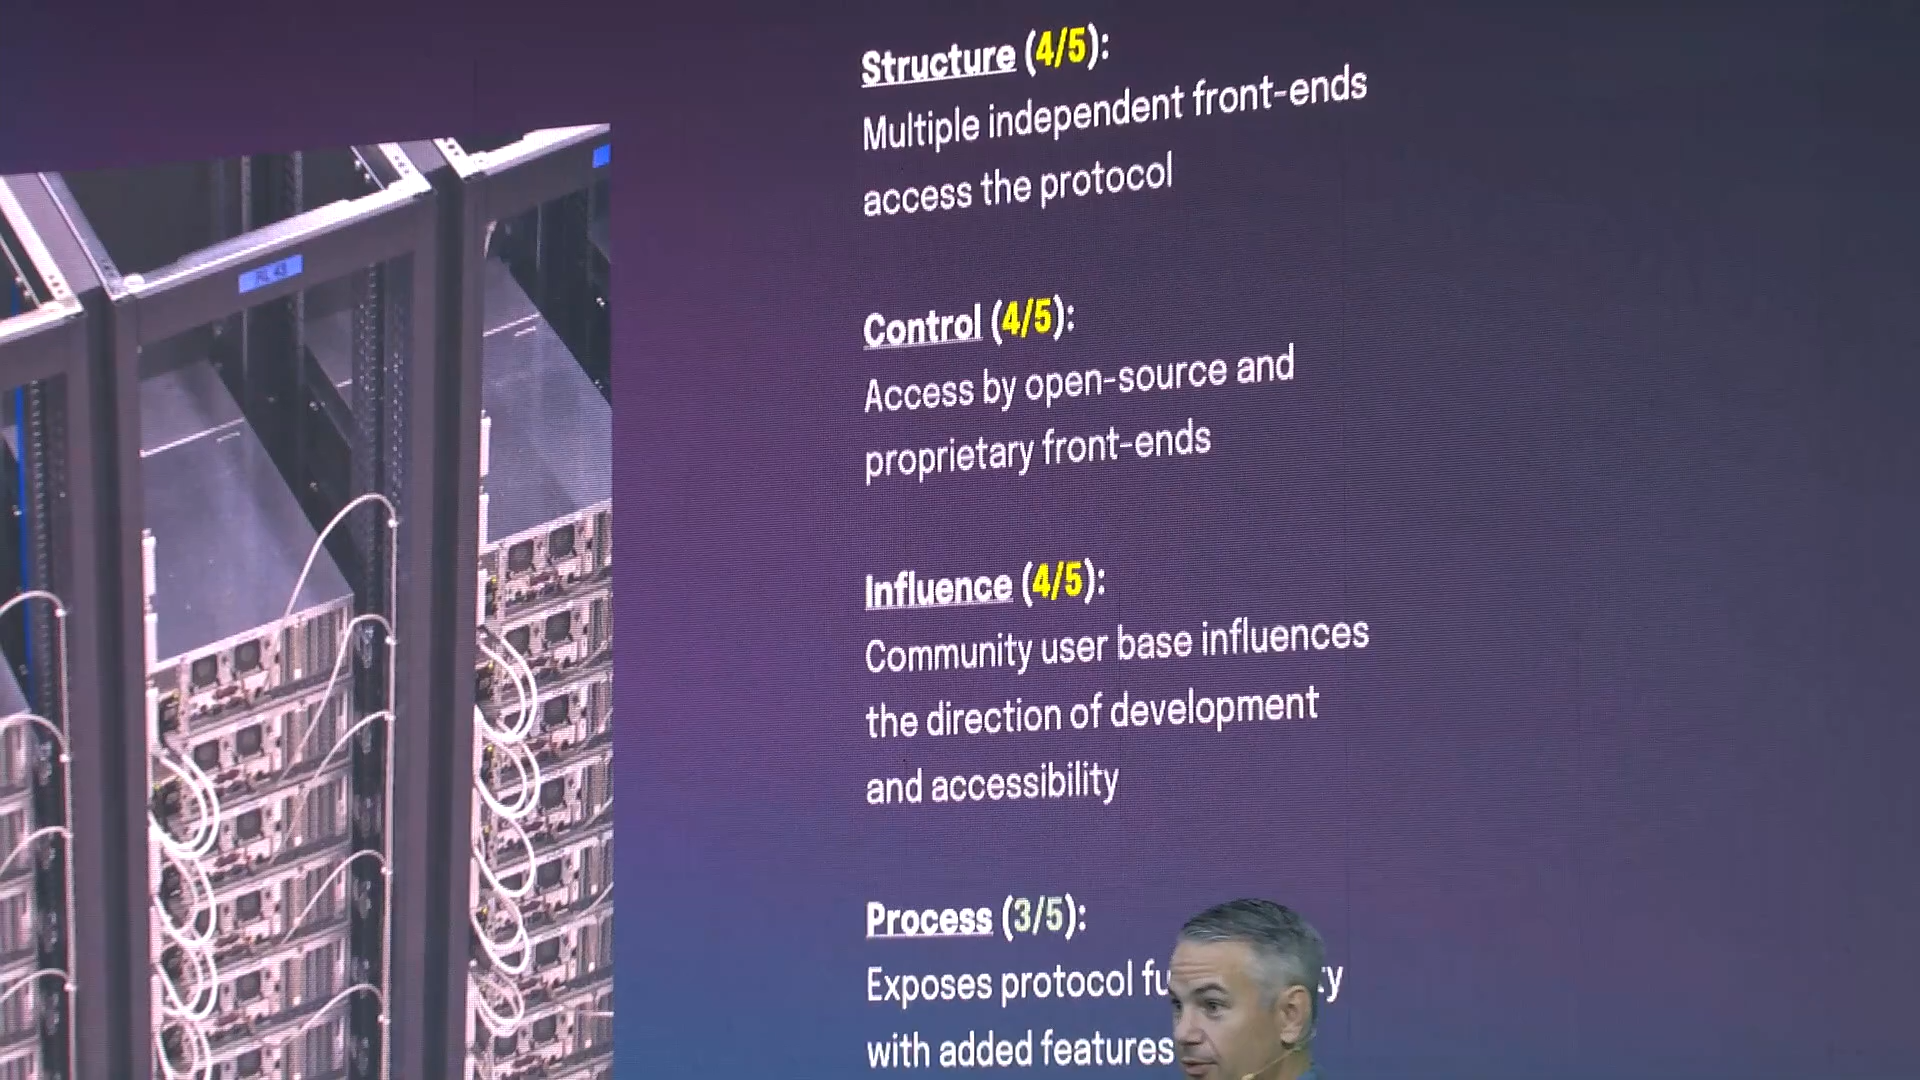 Structure (4/5):
Multiple independent front-ends
access the protocol
Control (4/5):
Access by open-source and
proprietary front-ends
Influence (4/5):
Community user base influences
the direction of development
and accessibility
Process (3/5):
Exposes protocol
with added features